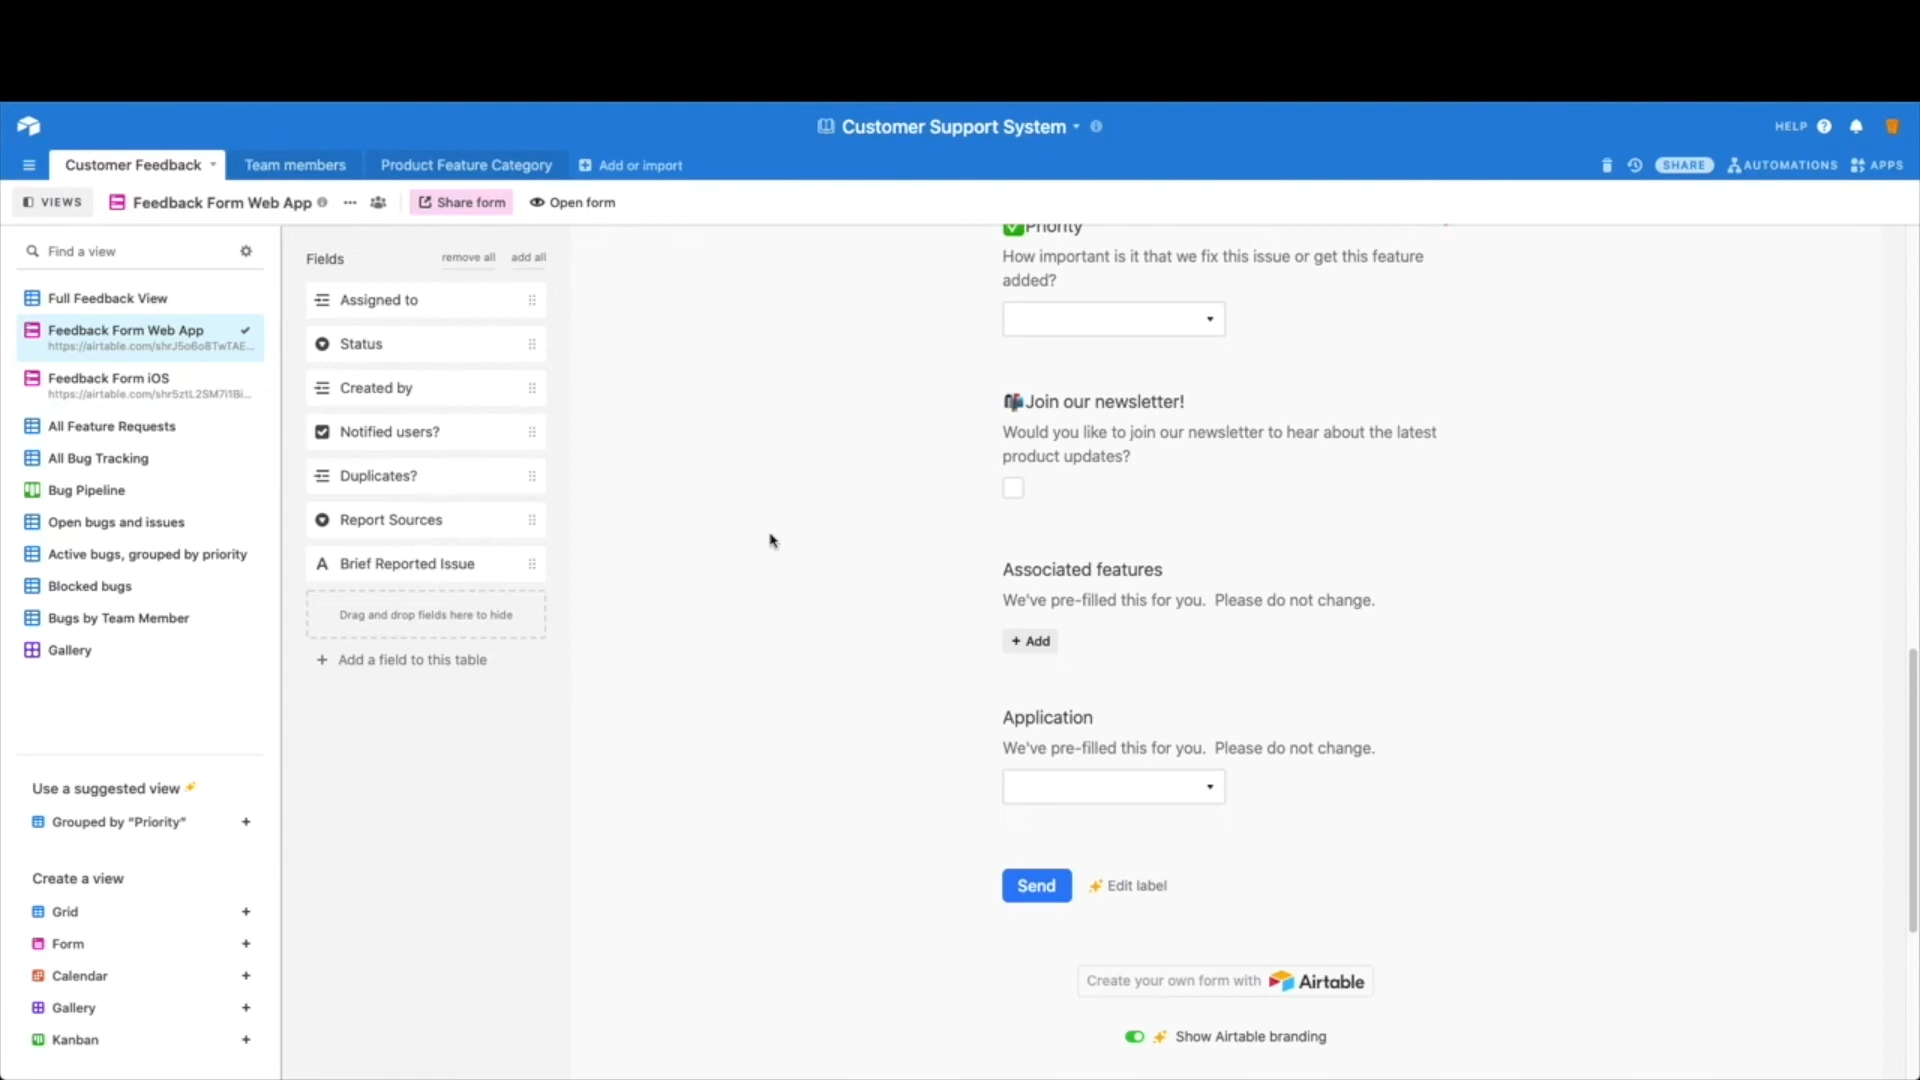 Customer Support System
HELP
Customer Feedback
Team members
Product Feature Category
Add or import
SHARE
AUTOMATIONS
APPS
VIEWS
Feedback Form Web App
Share form
Open form
Find a view
Full Feedback View
Feedback Form Web App
https://airtable.com/shrJ5o6o8TwTAE...
Feedback Form iOS
https://airtable.com/shr5ztL2SM7i1Bi...
All Feature Requests
All Bug Tracking
Bug Pipeline
Open bugs and issues
Active bugs, grouped by priority
Blocked bugs
Bugs by Team Member
Gallery
Use a suggested view
Grouped by "Priority"
Create a view
Grid
Form
Calendar
Gallery
Kanban
Fields
remove all
add all
Assigned to
Status
Created by
Notified users?
Duplicates?
Report Sources
Brief Reported Issue
Drag and drop fields here to hide
+ Add a field to this table
Priority
How important is it that we fix this issue or get this feature
added?
Join our newsletter!
Would you like to join our newsletter to hear about the latest
product updates?
Associated features
We've pre-filled this for you. Please do not change.
+ Add
Application
We've pre-filled this for you. Please do not change.
Send
Edit label
Create your own form with Airtable
Show Airtable branding